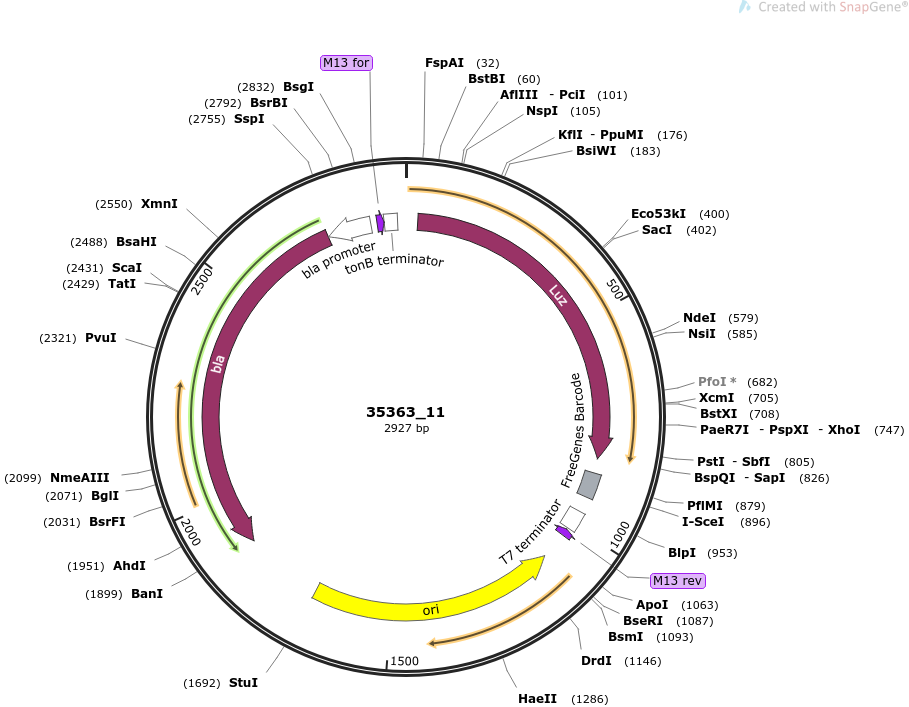 Created with SnapGene®
M13 for
FspAI (32)
BstBI (60)
AflIII - PciI (101)
NspI (105)
KflI - PpuMI (176)
BsiWI (183)
Eco53kI (400)
SacI (402)
NdeI (579)
NsiI (585)
PfoI * (682)
XcmI (705)
BstXI (708)
PaeR7I - PspXI - XhoI (747)
PstI - SbfI (805)
BspQI - SapI (826)
PflMI (879)
I-SceI (896)
BlpI (953)
M13 rev
ApoI (1063)
BseRI (1087)
BsmI (1093)
DrdI (1146)
HaeII (1286)
(1692) StuI
(1899) BanI
(1951) AhdI
(2031) BsrFI
(2071) BglI
(2099) NmeAIII
(2321) PvuI
(2429) TatI
(2431) ScaI
(2488) BsaHI
(2550) XmnI
(2755) SspI
(2792) BsrBI
(2832) BsgI
500
1000
1500
2000
2500
Luz
FreeGenes Barcode
T7 terminator
ori
bla
bla promoter
tonB terminator
35363_11
2927 bp